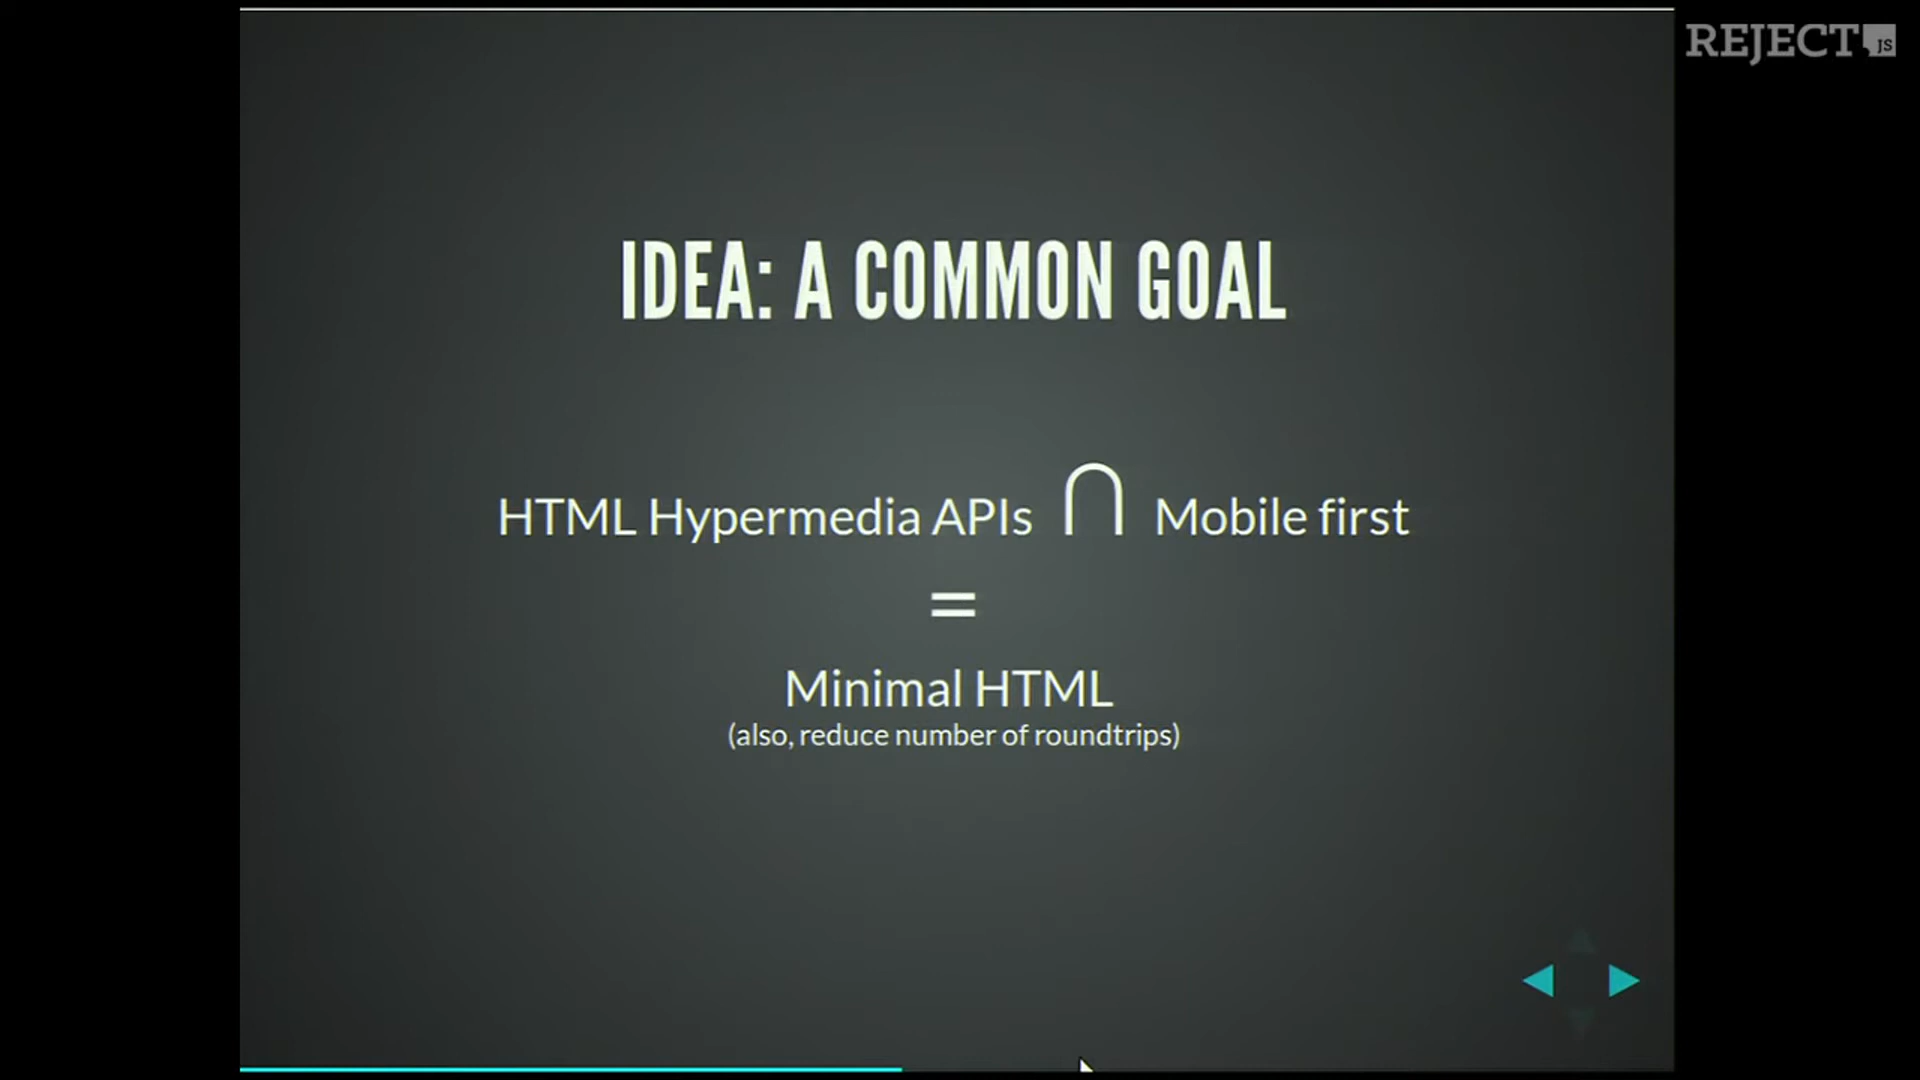 REJECT JS
IDEA: A COMMON GOAL
HTML Hypermedia APIs ∩ Mobile first
=
Minimal HTML
(also, reduce number of roundtrips)